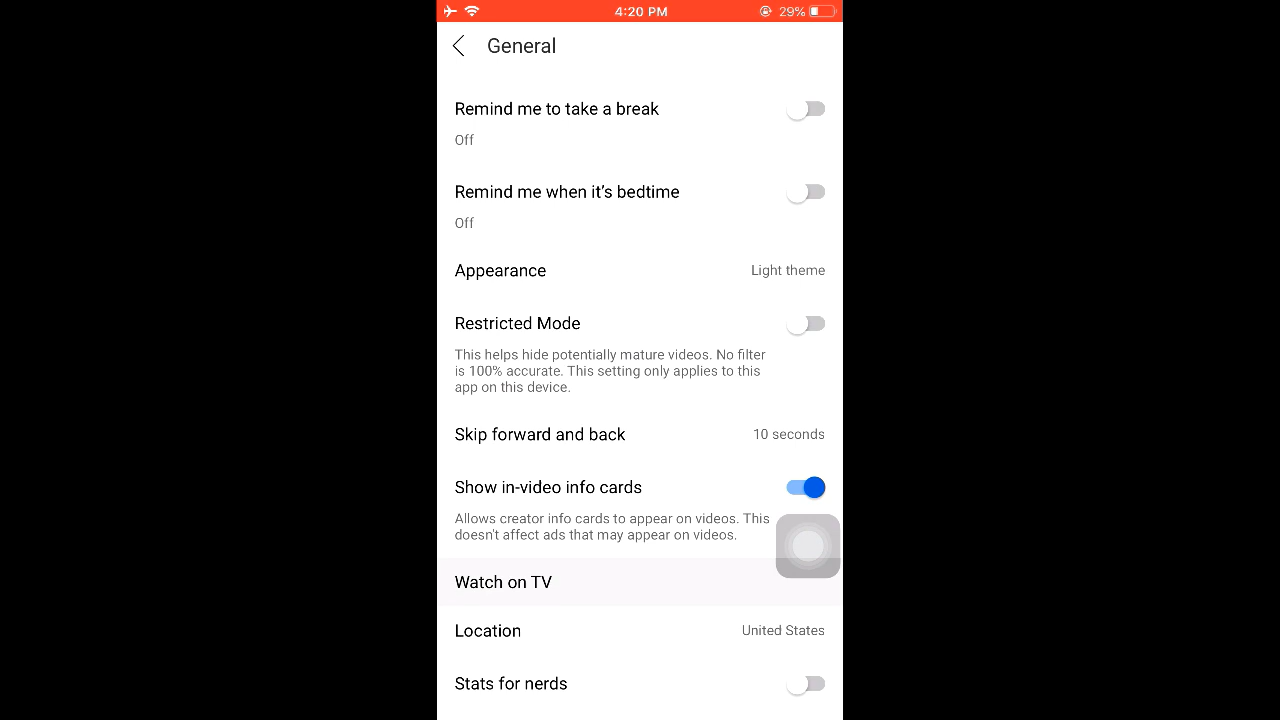 4:20 PM
29%
General
Remind me to take a break
Off
Remind me when it's bedtime
Off
Appearance
Light theme
Restricted Mode
This helps hide potentially mature videos. No filter
is 100% accurate. This setting only applies to this
app on this device.
Skip forward and back
10 seconds
Show in-video info cards
Allows creator info cards to appear on videos. This
doesn't affect ads that may appear on videos.
Watch on TV
Location
United States
Stats for nerds